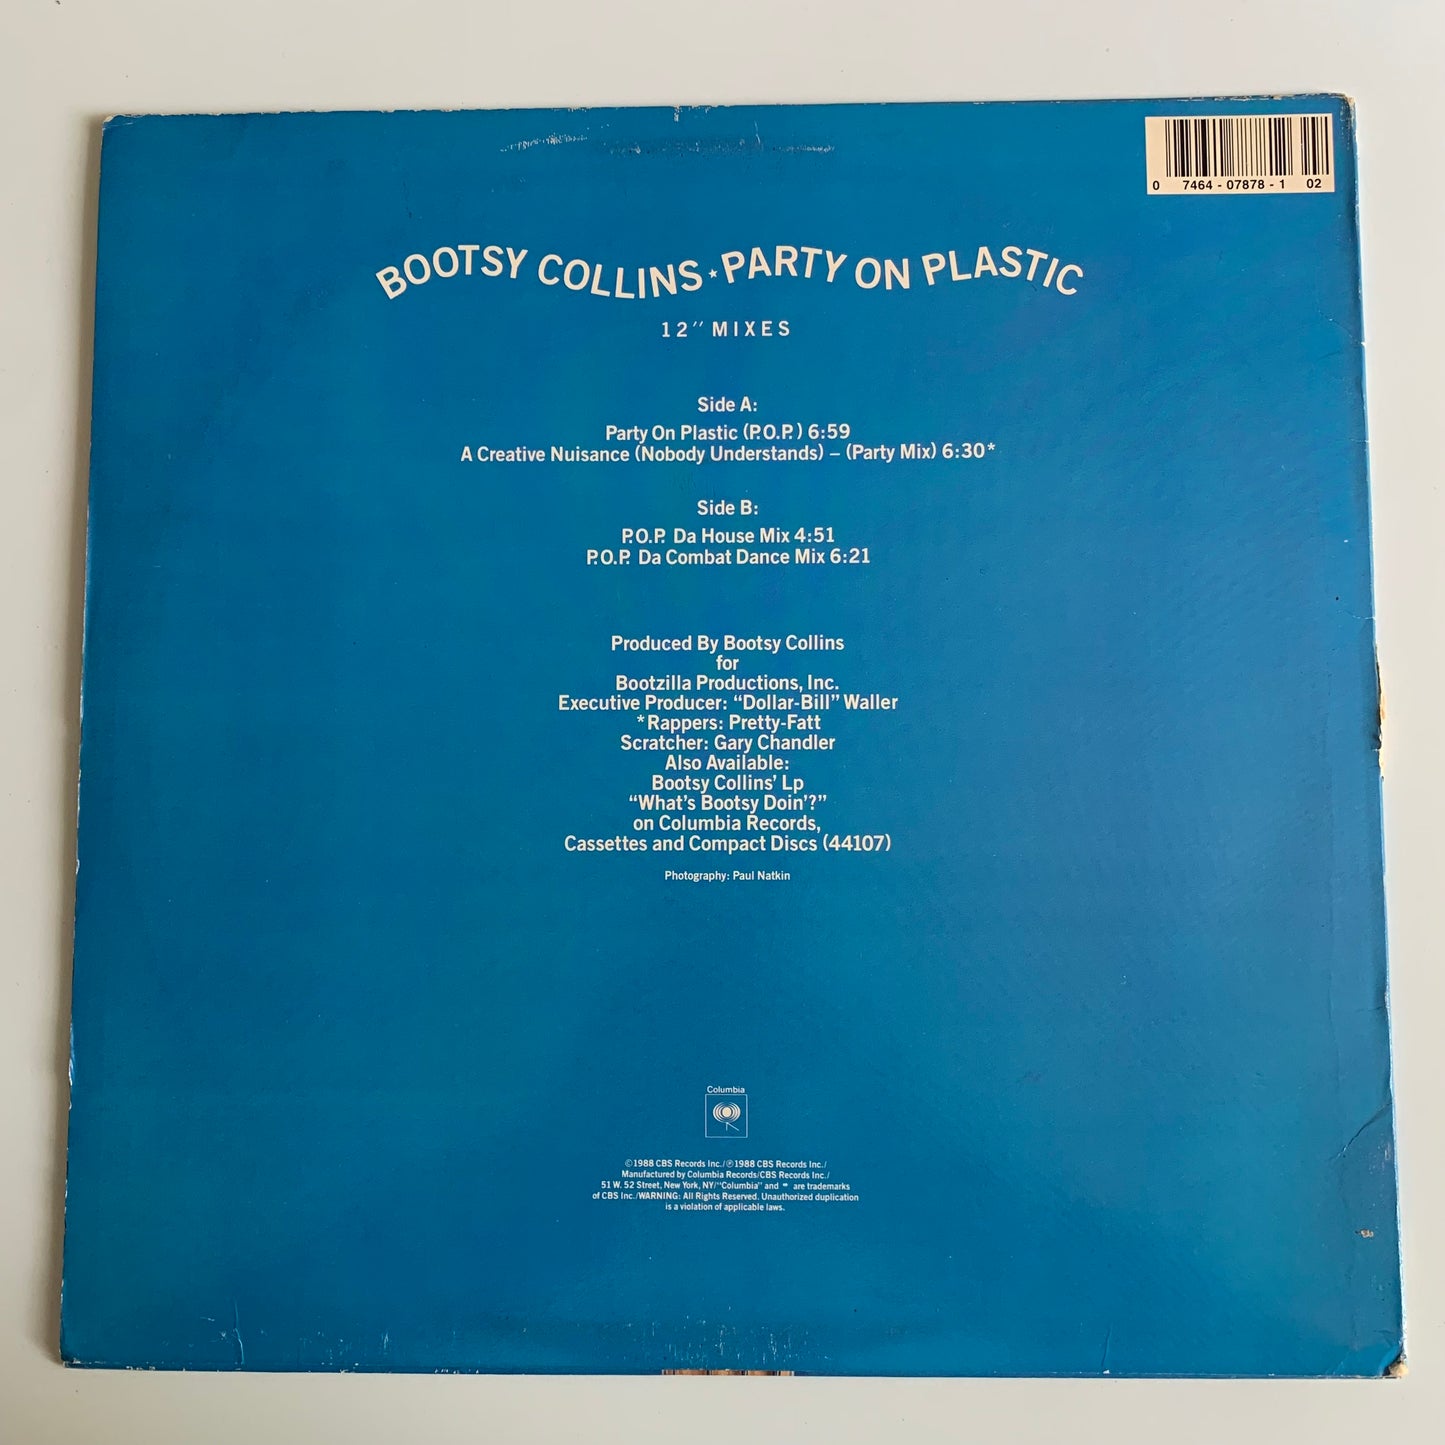 0 7464 - 07878 - 1 02
BOOTSY COLLINS ★ PARTY ON PLASTIC
12" MIXES
Side A:
Party On Plastic (P.O.P.) 6:59
A Creative Nuisance (Nobody Understands) – (Party Mix) 6:30*
Side B:
P.O.P. Da House Mix 4:51
P.O.P. Da Combat Dance Mix 6:21
Produced By Bootsy Collins
for
Bootzilla Productions, Inc.
Executive Producer: “Dollar-Bill” Waller
*Rappers: Pretty-Fatt
Scratcher: Gary Chandler
Also Available:
Bootsy Collins’ Lp
“What’s Bootsy Doin’?”
on Columbia Records,
Cassettes and Compact Discs (44107)
Photography: Paul Natkin
Columbia
©1988 CBS Records Inc./℗1988 CBS Records Inc./
Manufactured by Columbia Records/CBS Records Inc./
51 W. 52 Street, New York, NY/"Columbia" and are trademarks
of CBS Inc./WARNING: All Rights Reserved. Unauthorized duplication
is a violation of applicable laws.